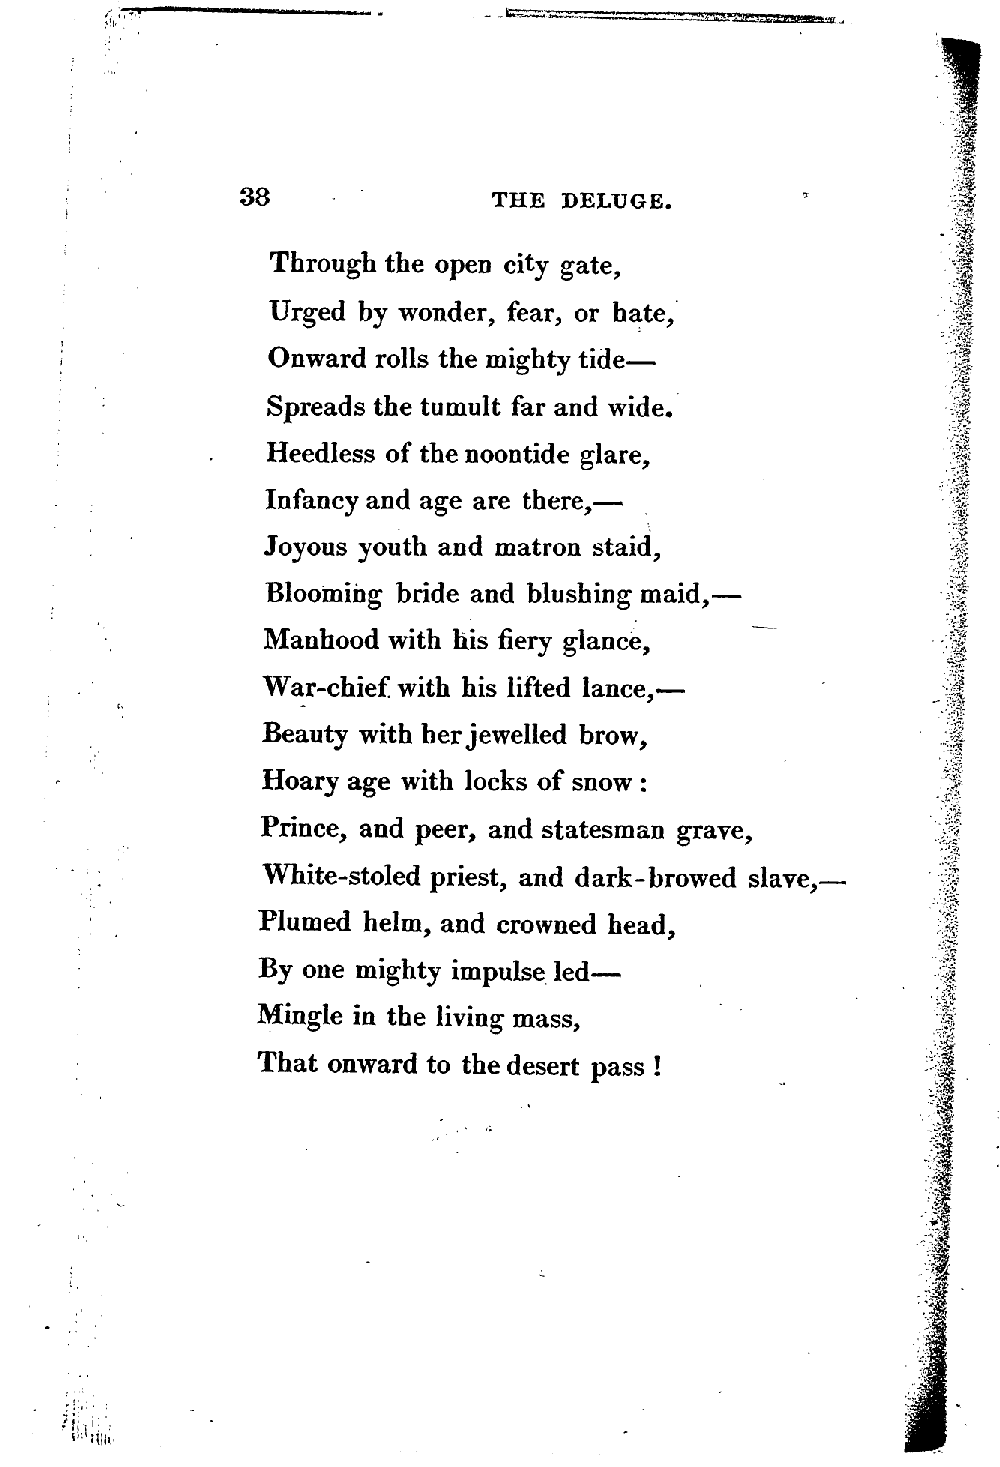 38 THE DELUGE.
Through the open city gate,
Urged by wonder, fear, or hate,
Onward rolls the mighty tide—
Spreads the tumult far and wide.
Heedless of the noontide glare,
Infancy and age are there,—
Joyous youth and matron staid,
Blooming bride and blushing maid,—
Manhood with his fiery glance,
War-chief with his lifted lance,—
Beauty with her jewelled brow,
Hoary age with locks of snow :
Prince, and peer, and statesman grave,
White-stoled priest, and dark-browed slave,—
Plumed helm, and crowned head,
By one mighty impulse led—
Mingle in the living mass,
That onward to the desert pass !